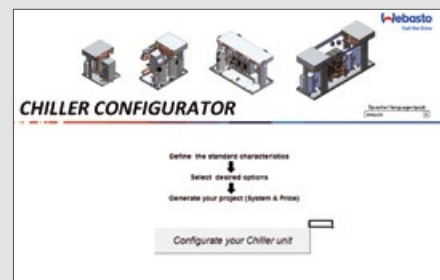 Webasto
Feel the Drive
CHILLER CONFIGURATOR
Define the standard characteristics
Select desired options
Generate your project (System & Price)
Configurate your Chiller unit